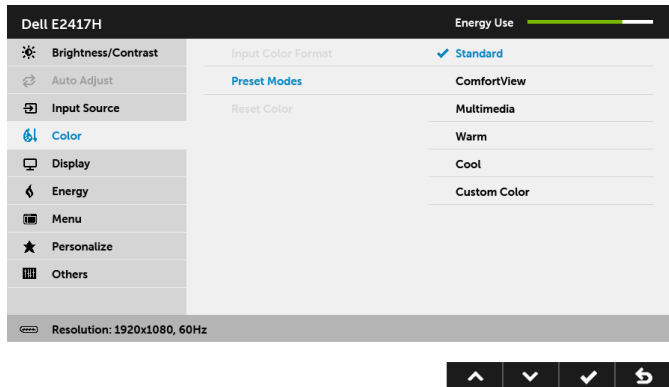 Dell E2417H
Energy Use
Brightness/Contrast
Input Color Format
Standard
Auto Adjust
Preset Modes
ComfortView
Input Source
Reset Color
Multimedia
Color
Warm
Display
Cool
Energy
Custom Color
Menu
Personalize
Others
Resolution: 1920x1080, 60Hz